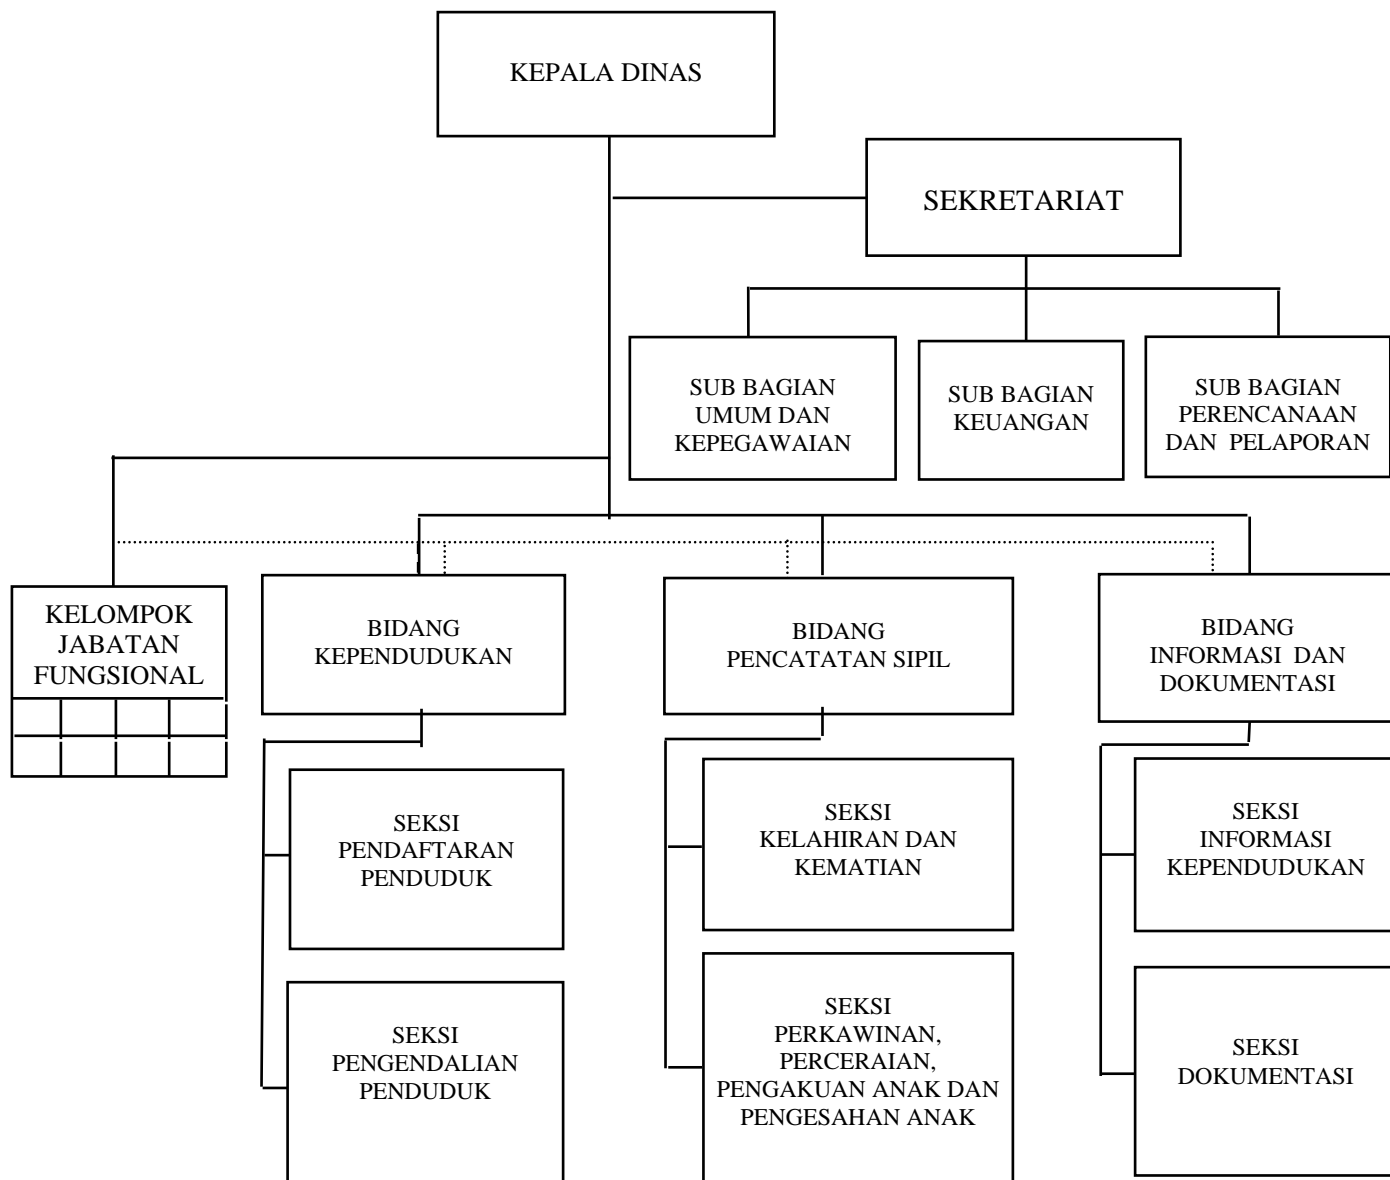 KEPALA DINAS
SEKRETARIAT
SUB BAGIAN
UMUM DAN
KEPEGAWAIAN
SUB BAGIAN
KEUANGAN
SUB BAGIAN
PERENCANAAN
DAN PELAPORAN
KELOMPOK
JABATAN
FUNGSIONAL
BIDANG
KEPENDUDUKAN
BIDANG
PENCATATAN SIPIL
BIDANG
INFORMASI DAN
DOKUMENTASI
SEKSI
PENDAFTARAN
PENDUDUK
SEKSI
KELAHIRAN DAN
KEMATIAN
SEKSI
INFORMASI
KEPENDUDUKAN
SEKSI
PENGENDALIAN
PENDUDUK
SEKSI
PERKAWINAN,
PERCERAIAN,
PENGAKUAN ANAK DAN
PENGESAHAN ANAK
SEKSI
DOKUMENTASI